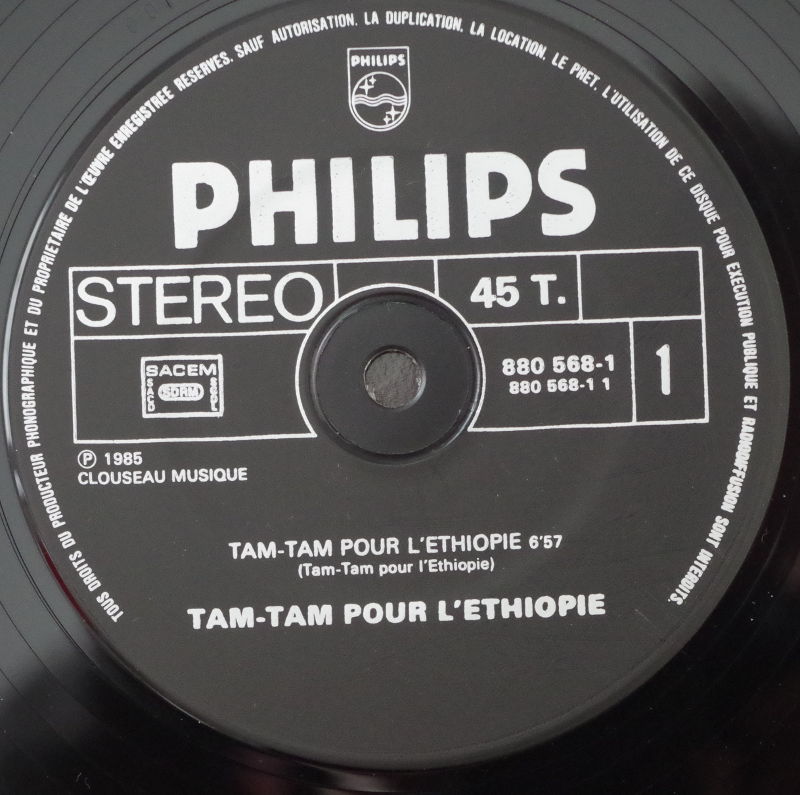 TOUS DROITS DU PRODUCTEUR PHONOGRAPHIQUE ET DU PROPRIETAIRE DE L'ŒUVRE ENREGISTREE RESERVES. SAUF AUTORISATION, LA DUPLICATION, LA LOCATION, LE PRET, L'UTILISATION DE CE DISQUE POUR EXECUTION PUBLIQUE ET RADIODIFFUSION SONT INTERDITS.
PHILIPS
PHILIPS
STEREO
45 T.
SACEM
SACD
SDRM
SGDL
880 568-1
880 568-1 1
1
Ⓟ 1985
CLOUSEAU MUSIQUE
TAM-TAM POUR L'ETHIOPIE 6'57
(Tam-Tam pour l'Ethiopie)
TAM-TAM POUR L'ETHIOPIE